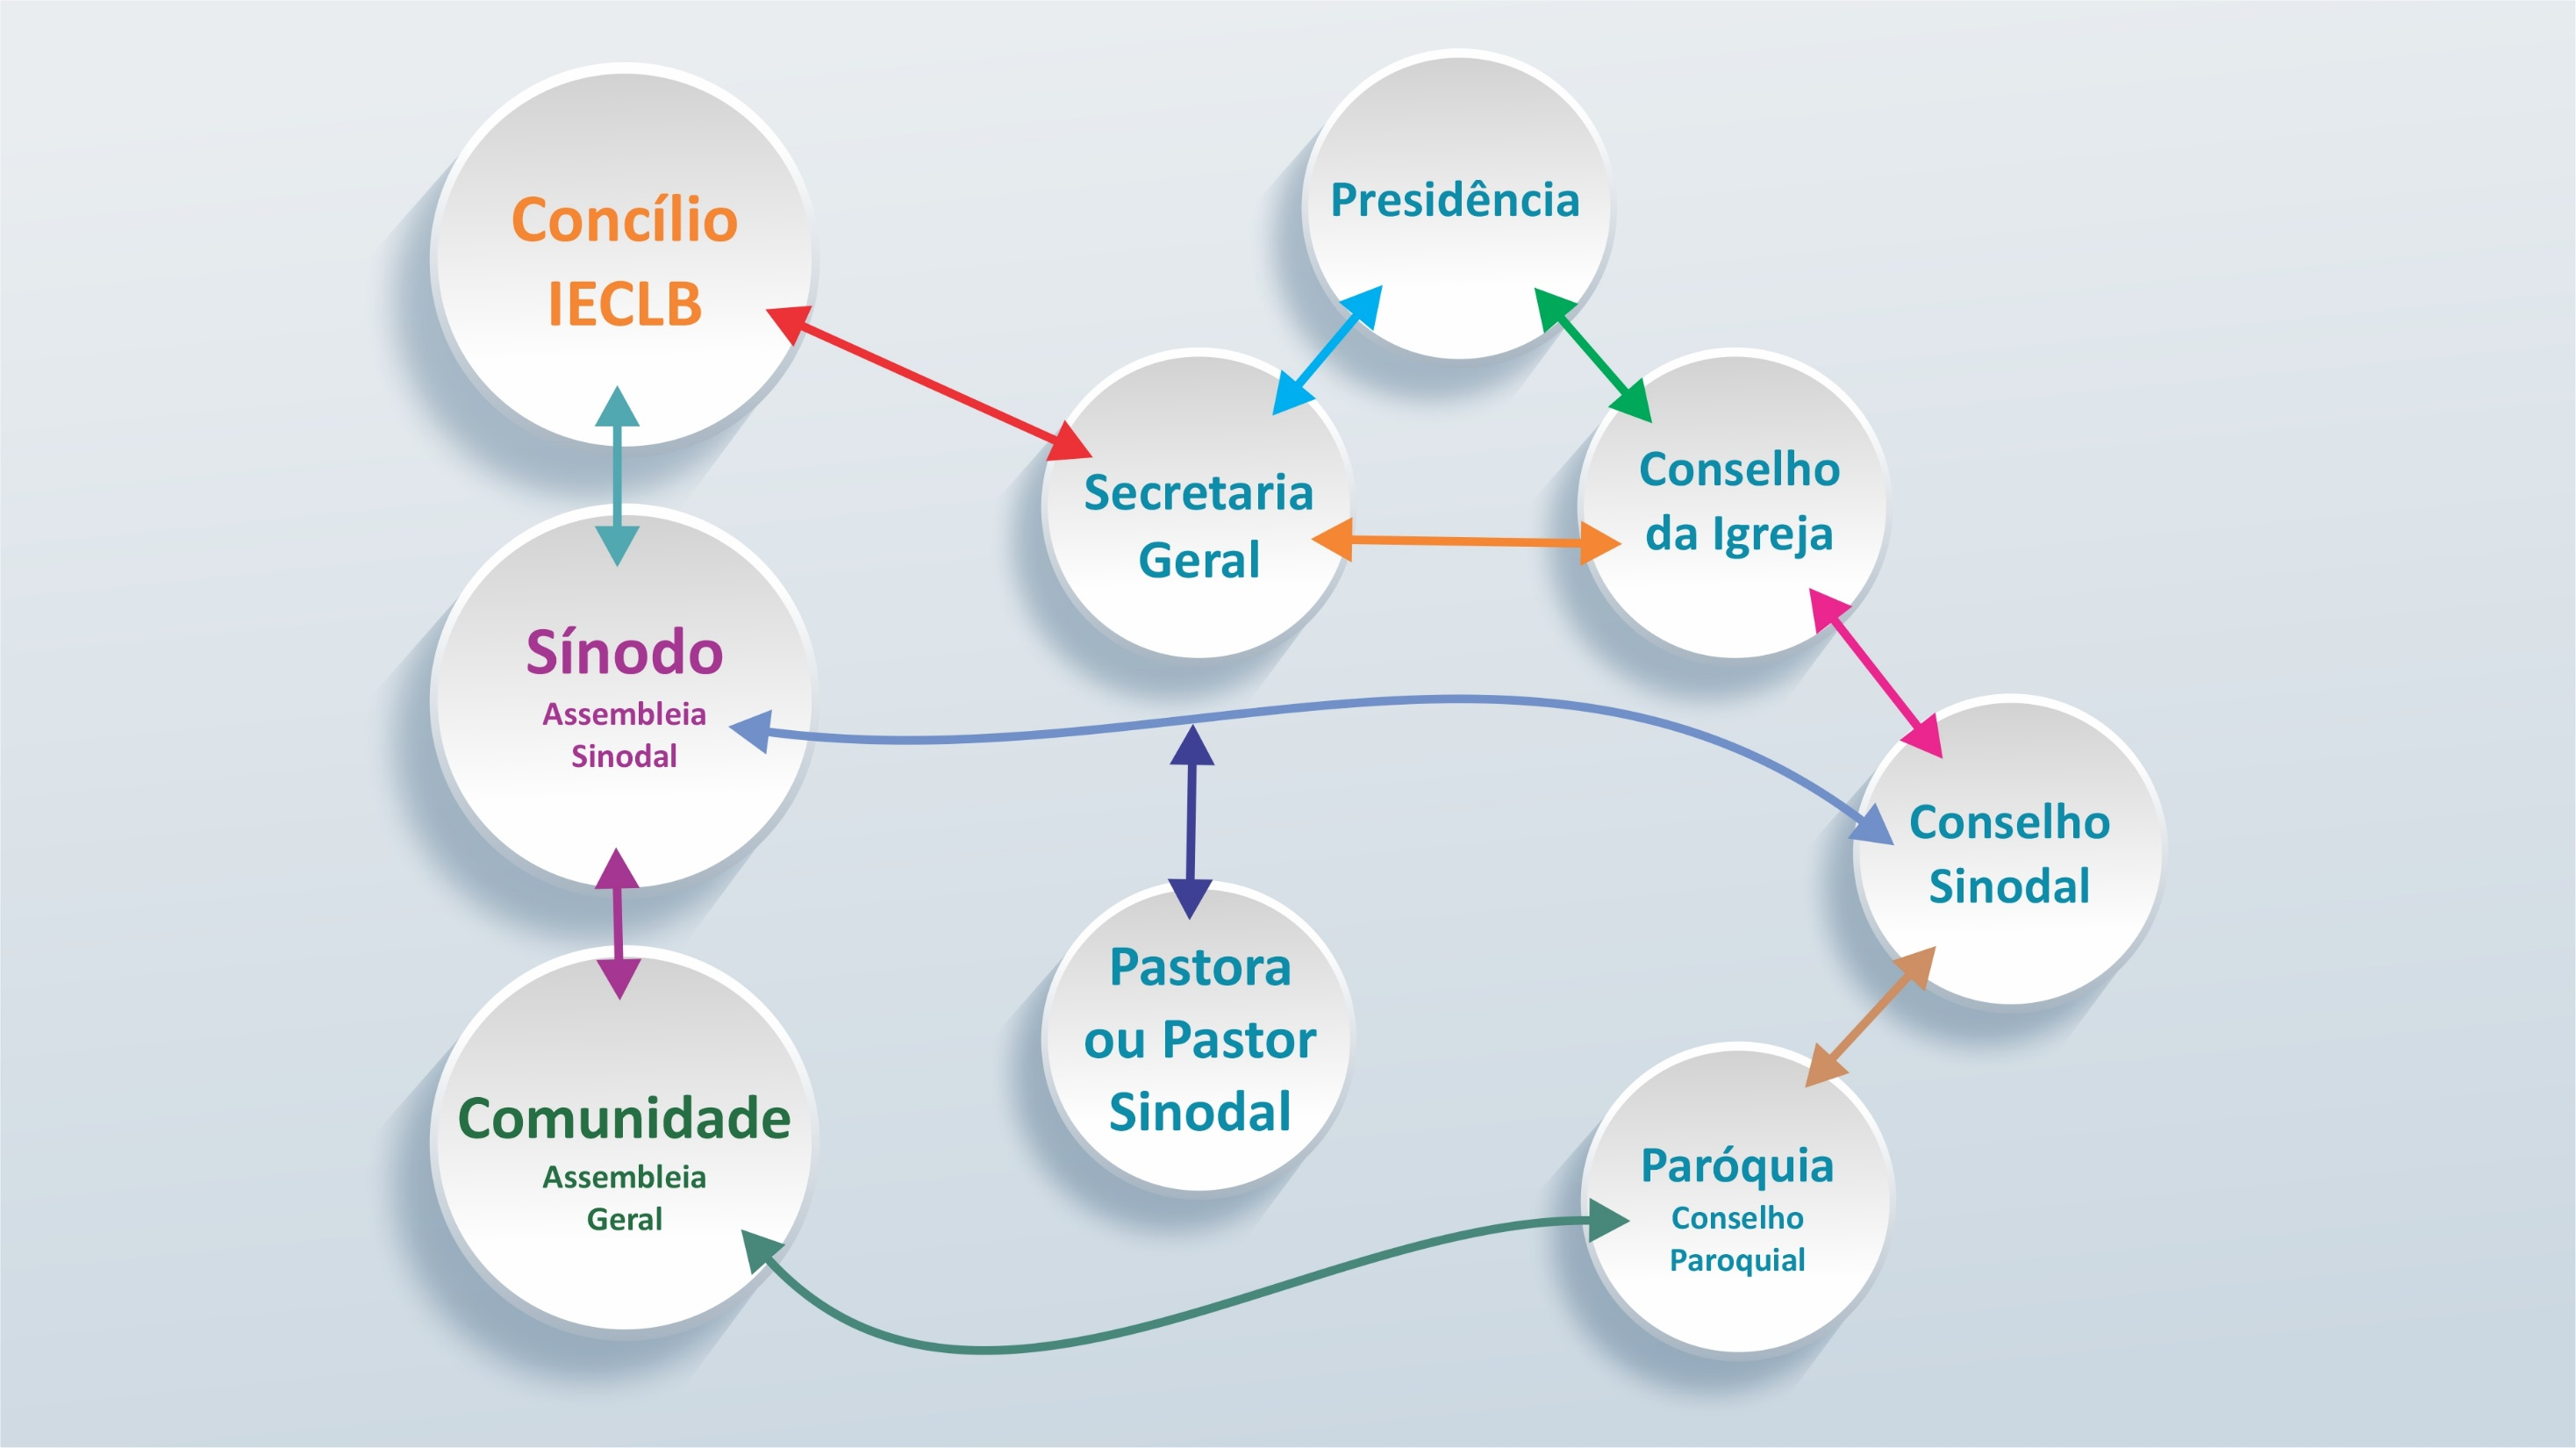 Concílio
IECLB
Presidência
Secretaria
Geral
Conselho
da Igreja
Sínodo
Assembleia
Sinodal
Conselho
Sinodal
Pastora
ou Pastor
Sinodal
Comunidade
Assembleia
Geral
Paróquia
Conselho
Paroquial